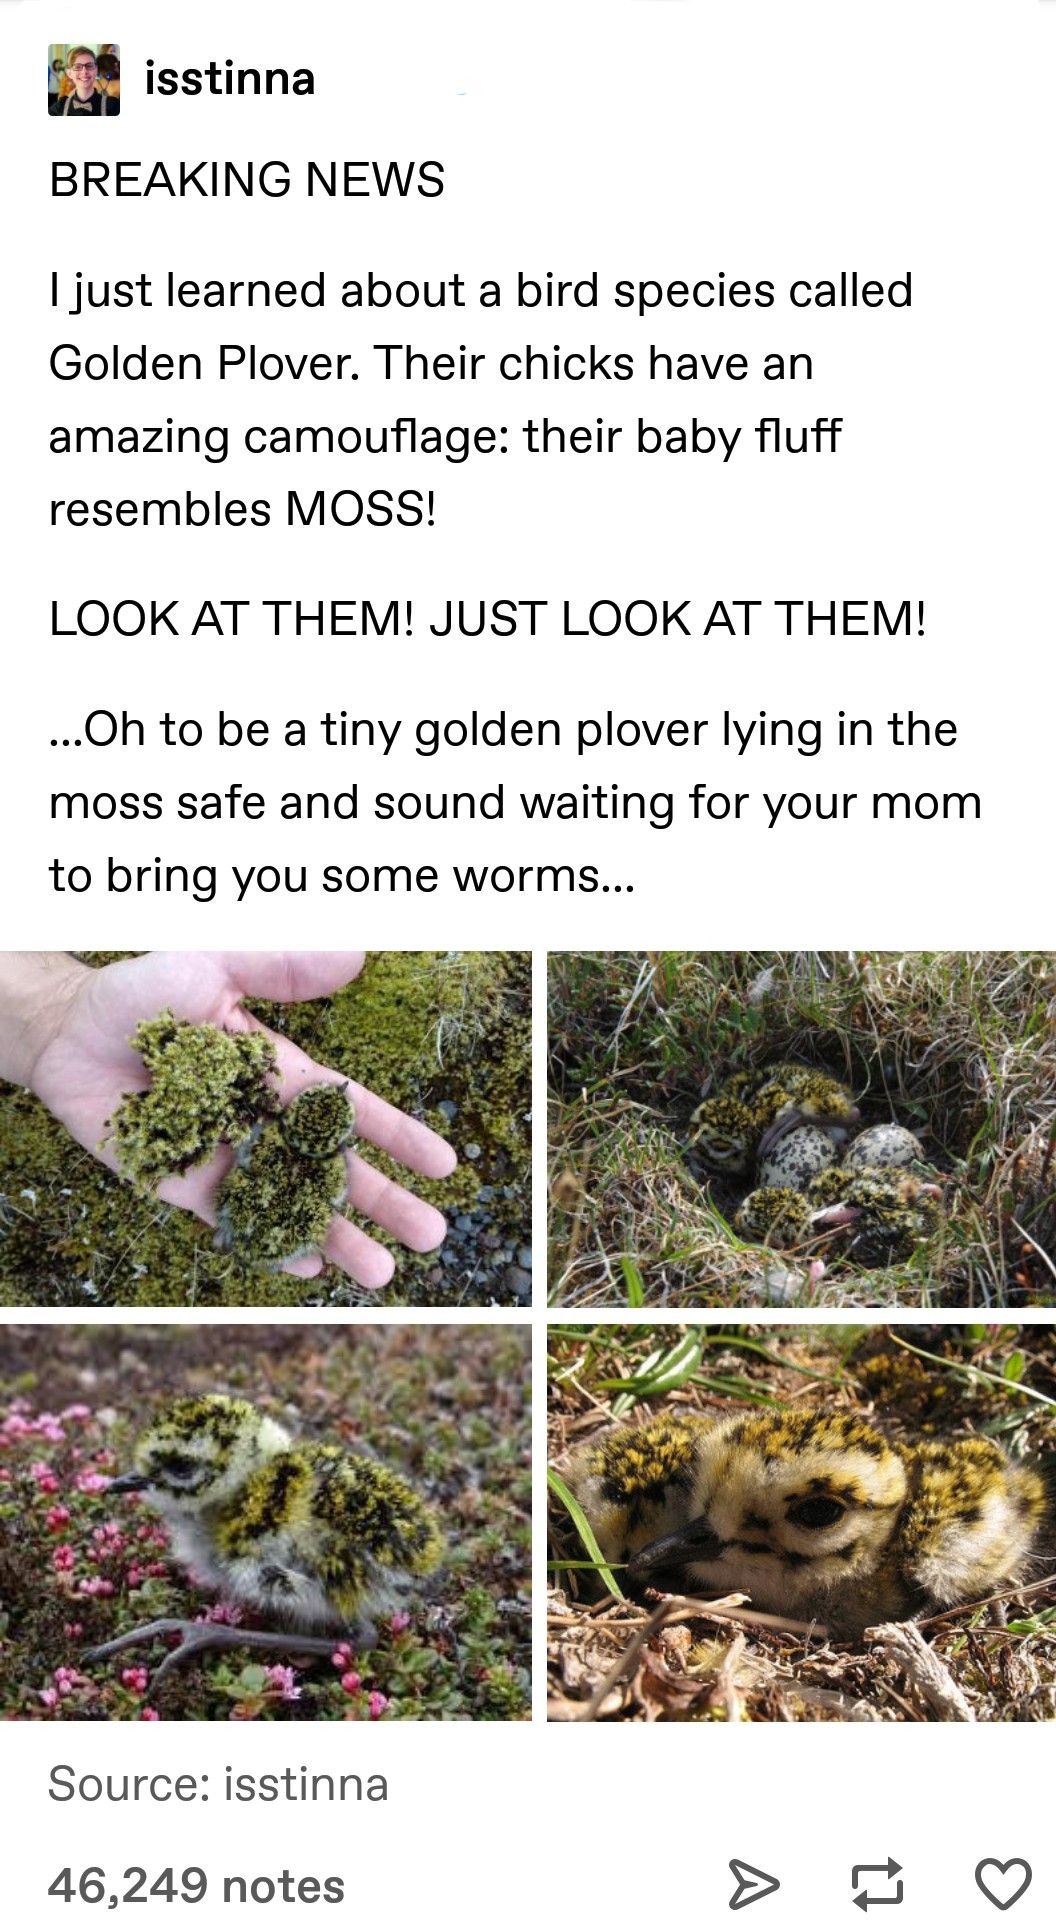 isstinna
BREAKING NEWS
I just learned about a bird species called
Golden Plover. Their chicks have an
amazing camouflage: their baby fluff
resembles MOSS!
LOOK AT THEM! JUST LOOK AT THEM!
...Oh to be a tiny golden plover lying in the
moss safe and sound waiting for your mom
to bring you some worms...
Source: isstinna
46,249 notes